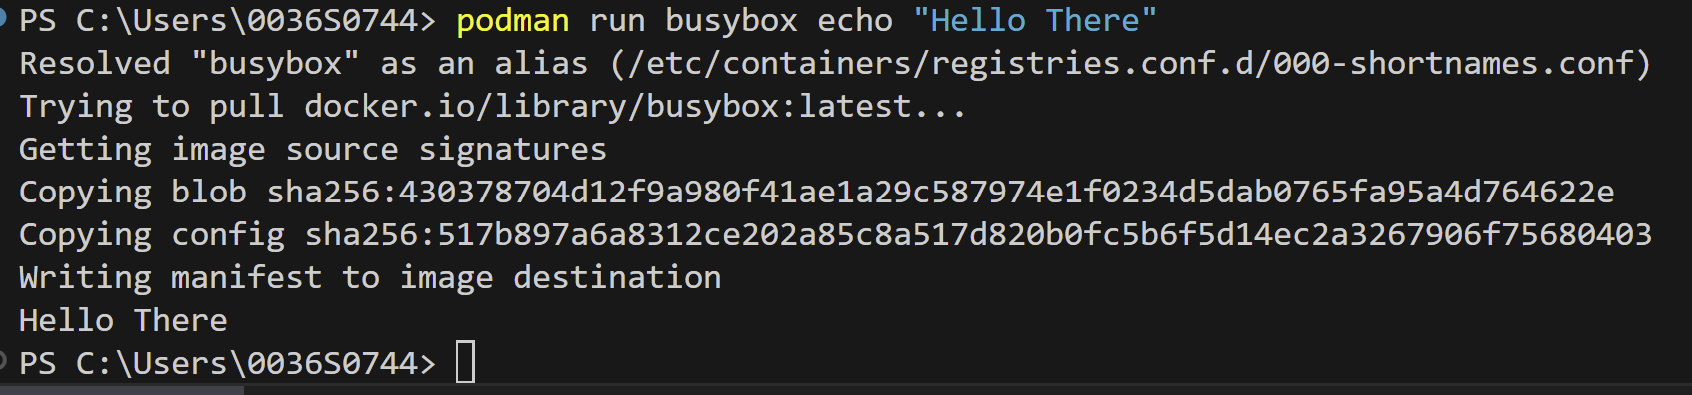 PS C:\Users\0036S0744> podman run busybox echo "Hello There"
Resolved "busybox" as an alias (/etc/containers/registries.conf.d/000-shortnames.conf)
Trying to pull docker.io/library/busybox:latest...
Getting image source signatures
Copying blob sha256:430378704d12f9a980f41ae1a29c587974e1f0234d5dab0765fa95a4d764622e
Copying config sha256:517b897a6a8312ce202a85c8a517d820b0fc5b6f5d14ec2a3267906f75680403
Writing manifest to image destination
Hello There
PS C:\Users\0036S0744>